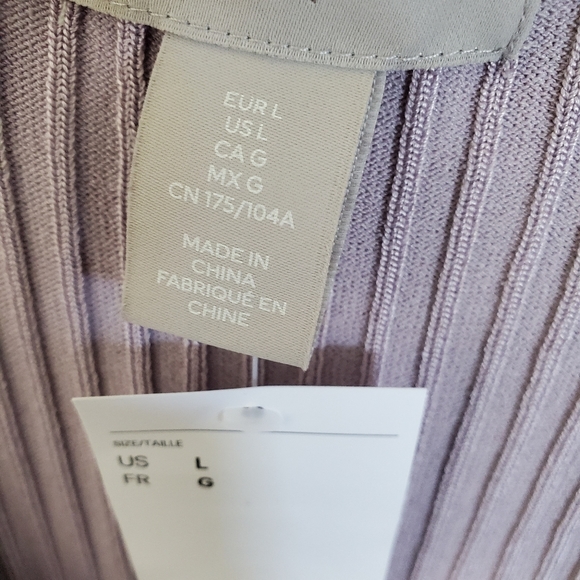 EUR L
US L
CA G
MX G
CN 175/104A
MADE IN
CHINA
FABRIQUÉ EN
CHINE
SIZE/TAILLE
US L
FR G